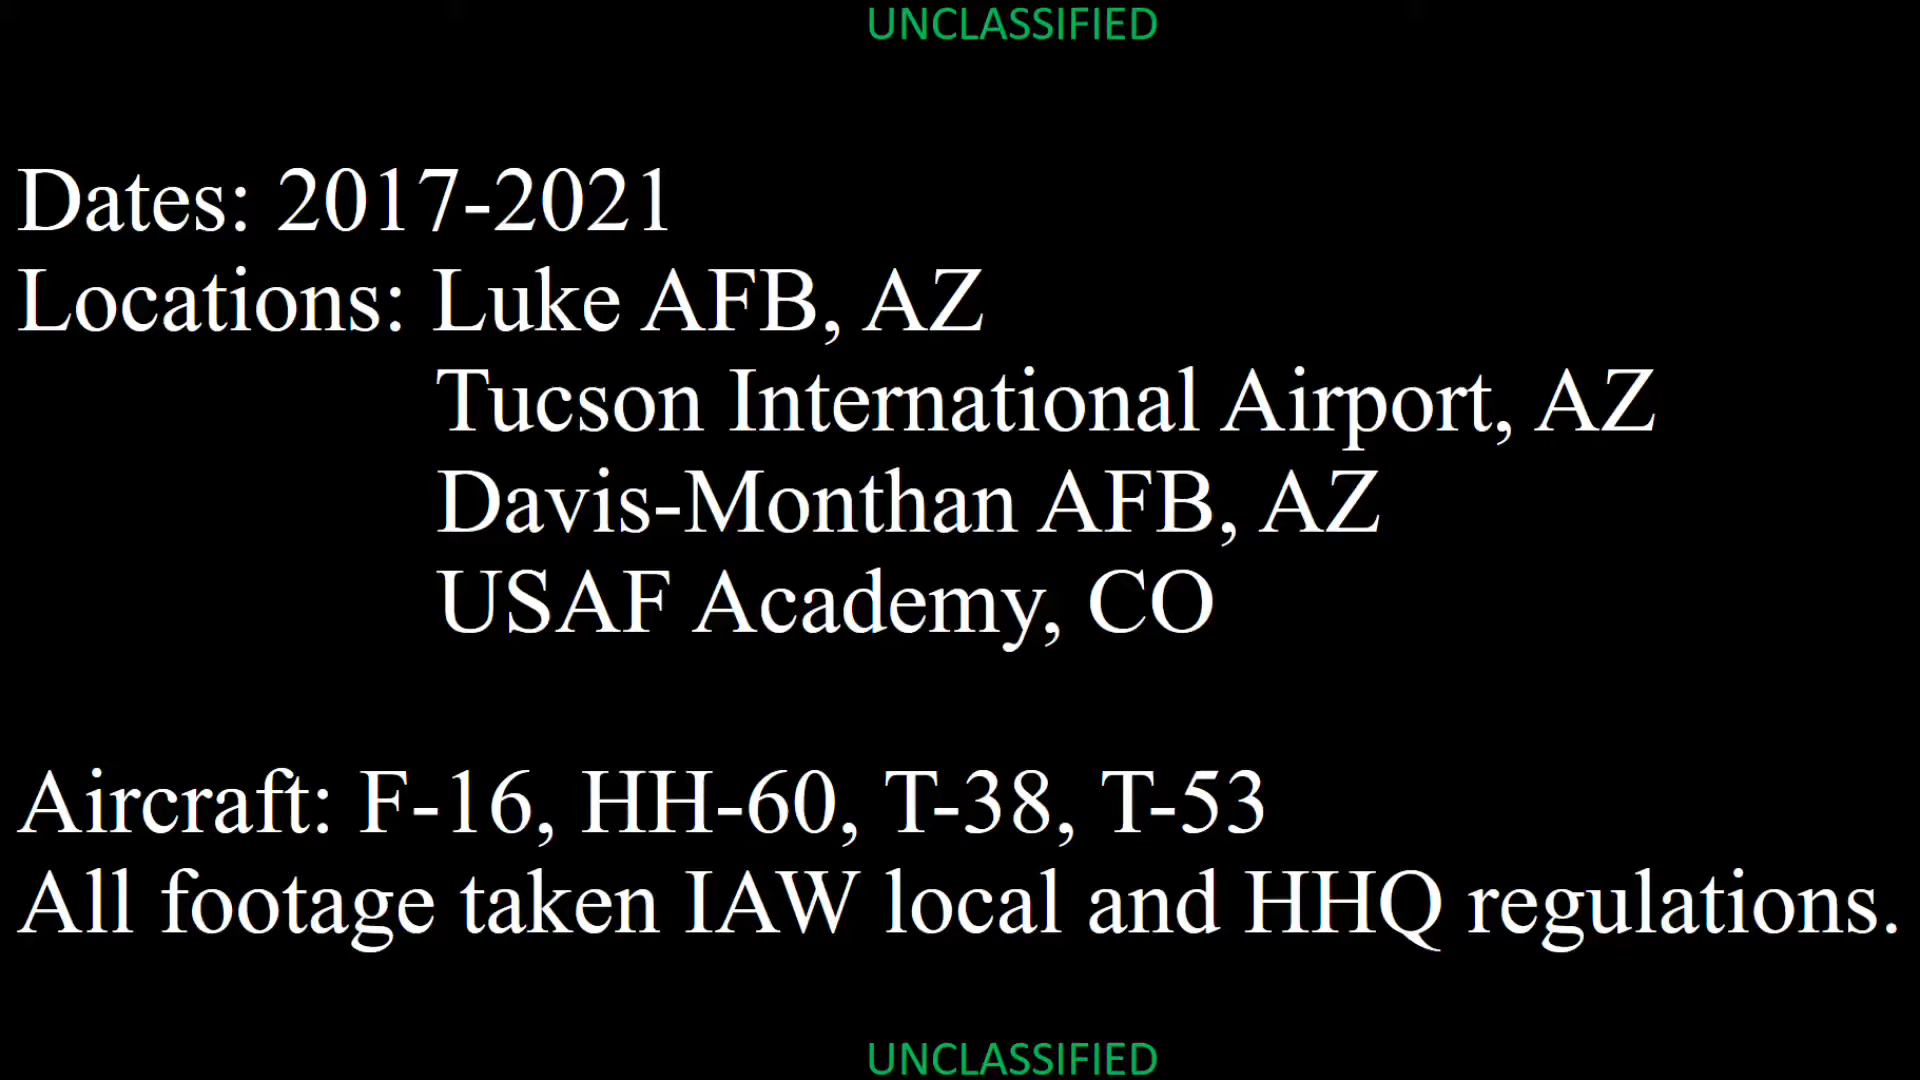 UNCLASSIFIED
Dates: 2017-2021
Locations: Luke AFB, AZ
Tucson International Airport, AZ
Davis-Monthan AFB, AZ
USAF Academy, CO
Aircraft: F-16, HH-60, T-38, T-53
All footage taken IAW local and HHQ regulations.
UNCLASSIFIED